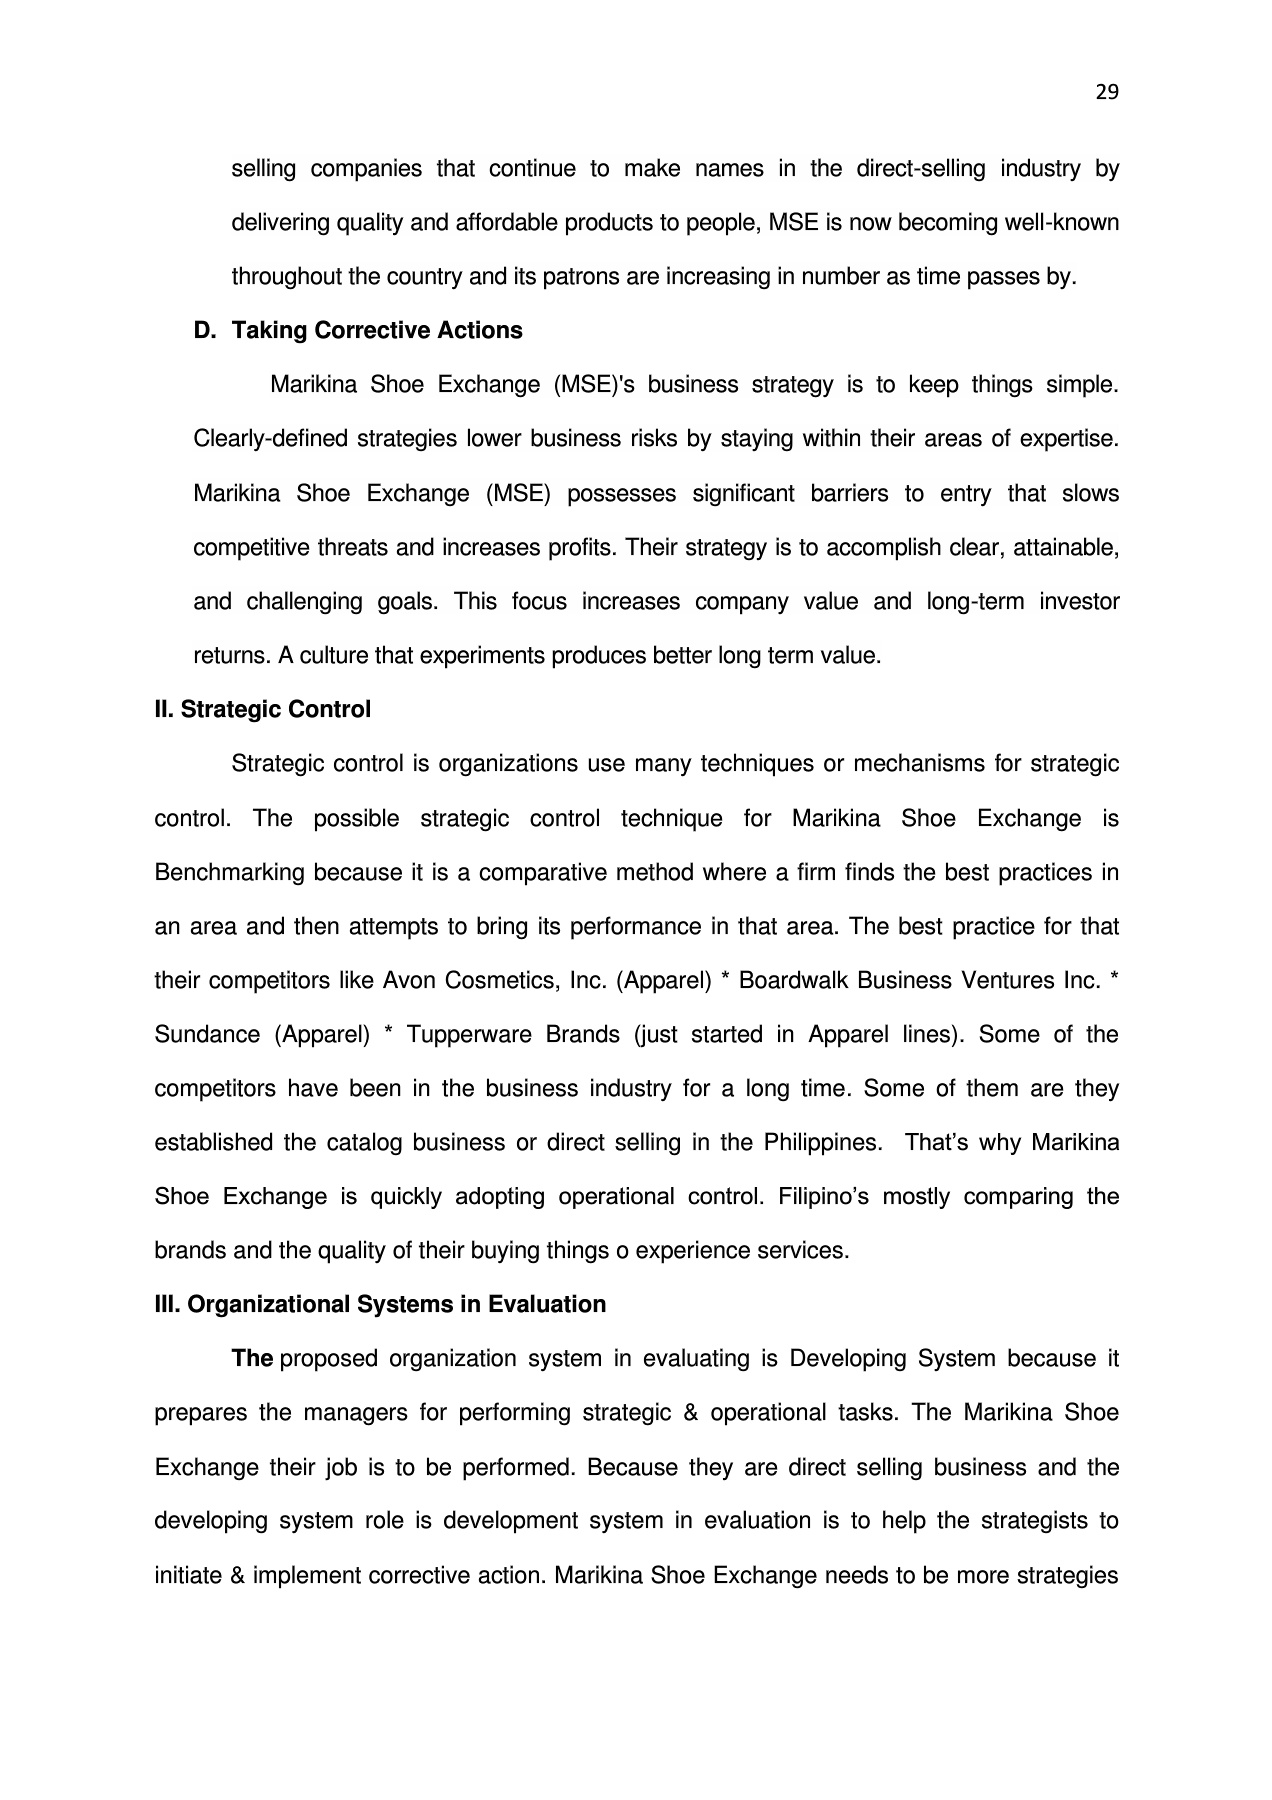 29
selling companies that continue to make names in the direct-selling industry by
delivering quality and affordable products to people, MSE is now becoming well-known
throughout the country and its patrons are increasing in number as time passes by.
D. Taking Corrective Actions
Marikina Shoe Exchange (MSE)'s business strategy is to keep things simple.
Clearly-defined strategies lower business risks by staying within their areas of expertise.
Marikina Shoe Exchange (MSE) possesses significant barriers to entry that slows
competitive threats and increases profits. Their strategy is to accomplish clear, attainable,
and challenging goals. This focus increases company value and long-term investor
returns. A culture that experiments produces better long term value.
II. Strategic Control
Strategic control is organizations use many techniques or mechanisms for strategic
control. The possible strategic control technique for Marikina Shoe Exchange is
Benchmarking because it is a comparative method where a firm finds the best practices in
an area and then attempts to bring its performance in that area. The best practice for that
their competitors like Avon Cosmetics, Inc. (Apparel) * Boardwalk Business Ventures Inc. *
Sundance (Apparel) * Tupperware Brands (just started in Apparel lines). Some of the
competitors have been in the business industry for a long time. Some of them are they
established the catalog business or direct selling in the Philippines. That’s why Marikina
Shoe Exchange is quickly adopting operational control. Filipino’s mostly comparing the
brands and the quality of their buying things o experience services.
III. Organizational Systems in Evaluation
The proposed organization system in evaluating is Developing System because it
prepares the managers for performing strategic & operational tasks. The Marikina Shoe
Exchange their job is to be performed. Because they are direct selling business and the
developing system role is development system in evaluation is to help the strategists to
initiate & implement corrective action. Marikina Shoe Exchange needs to be more strategies